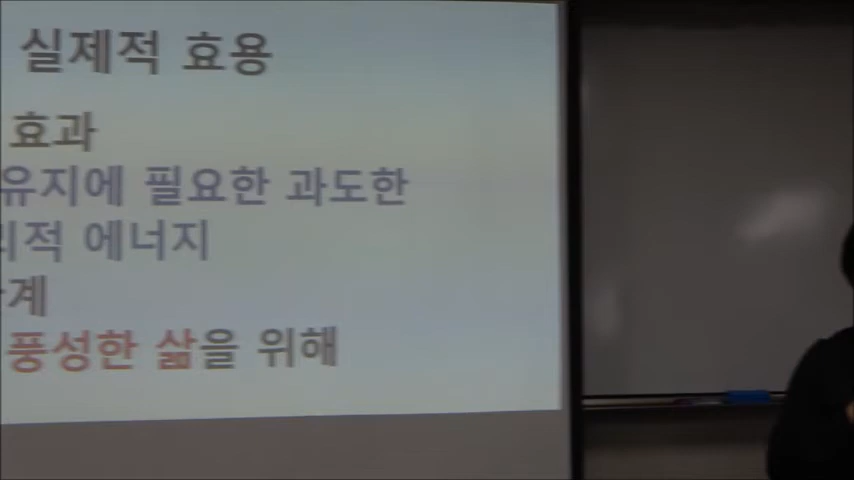 실제적 효용
효과
유지에 필요한 과도한
리적 에너지
계
풍성한 삶을 위해